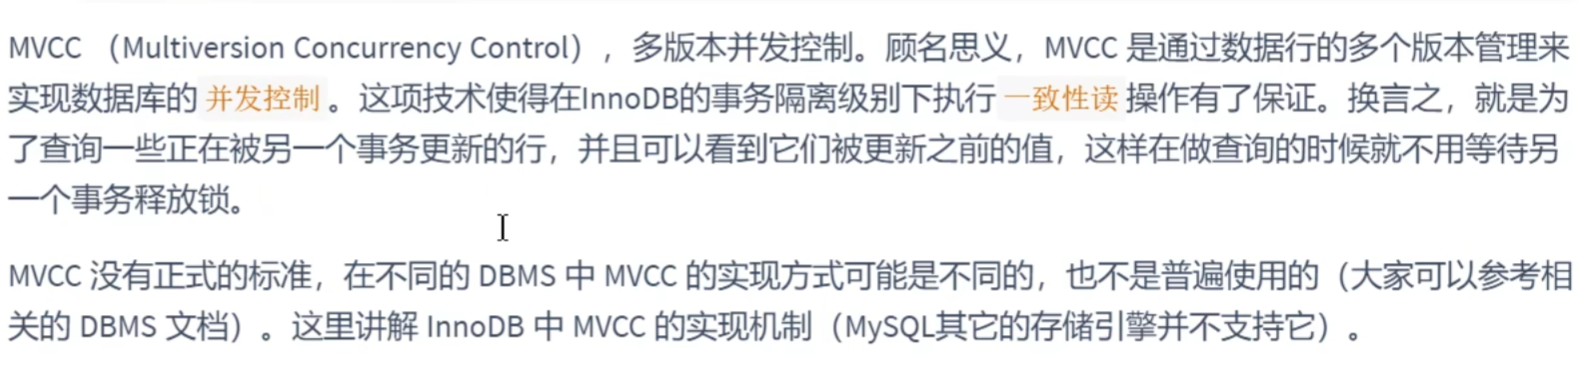 MVCC （Multiversion Concurrency Control），多版本并发控制。顾名思义，MVCC 是通过数据行的多个版本管理来
实现数据库的 并发控制 。这项技术使得在InnoDB的事务隔离级别下执行 一致性读 操作有了保证。换言之，就是为
了查询一些正在被另一个事务更新的行，并且可以看到它们被更新之前的值，这样在做查询的时候就不用等待另
一个事务释放锁。
MVCC 没有正式的标准，在不同的 DBMS 中 MVCC 的实现方式可能是不同的，也不是普遍使用的（大家可以参考相
关的 DBMS 文档）。这里讲解 InnoDB 中 MVCC 的实现机制（MySQL其它的存储引擎并不支持它）。